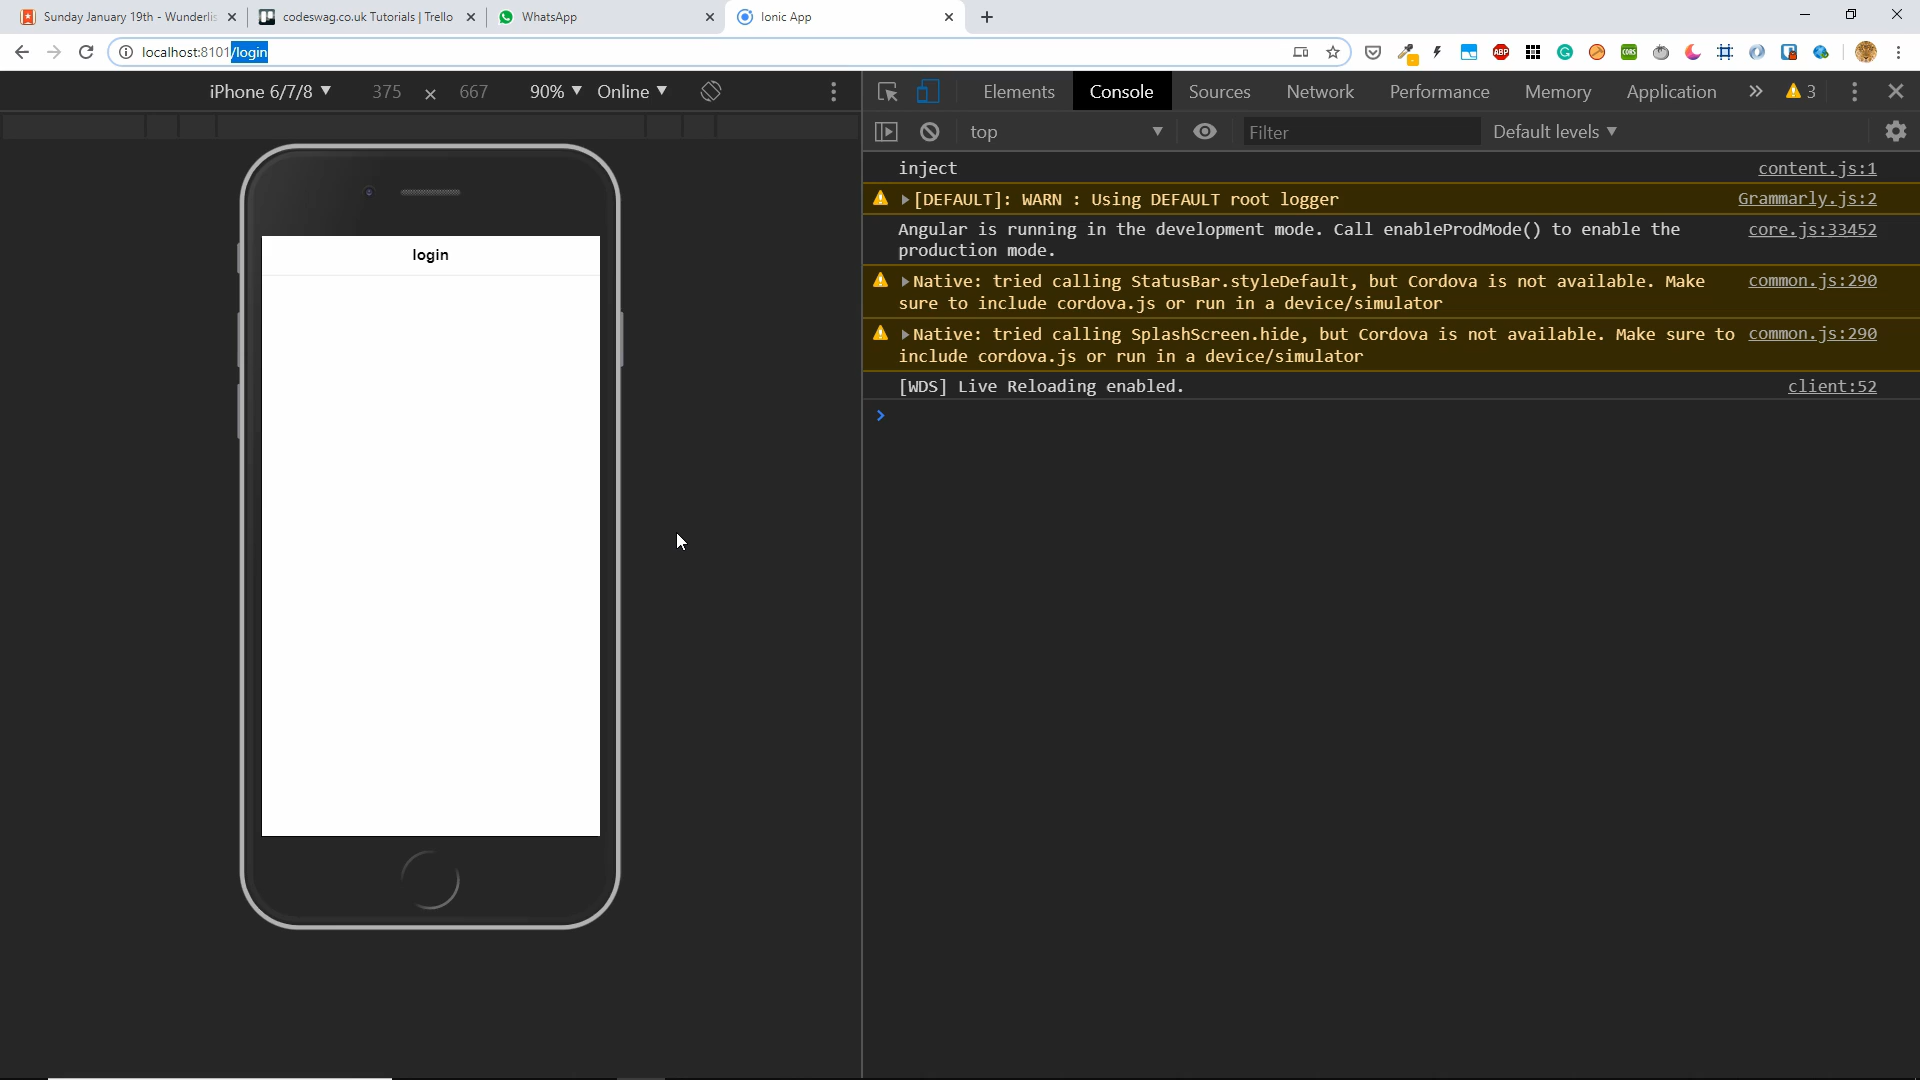 Sunday January 19th - Wunderlis
codeswag.co.uk Tutorials | Trello
WhatsApp
Ionic App
localhost:8101/login
ABP
CORS
iPhone 6/7/8
375 x 667
90%
Online
Elements
Console
Sources
Network
Performance
Memory
Application
3
top
Filter
Default levels
inject
content.js:1
[DEFAULT]: WARN : Using DEFAULT root logger
Grammarly.js:2
Angular is running in the development mode. Call enableProdMode() to enable the
core.js:33452
production mode.
Native: tried calling StatusBar.styleDefault, but Cordova is not available. Make
common.js:290
sure to include cordova.js or run in a device/simulator
Native: tried calling SplashScreen.hide, but Cordova is not available. Make sure to
common.js:290
include cordova.js or run in a device/simulator
[WDS] Live Reloading enabled.
client:52
login